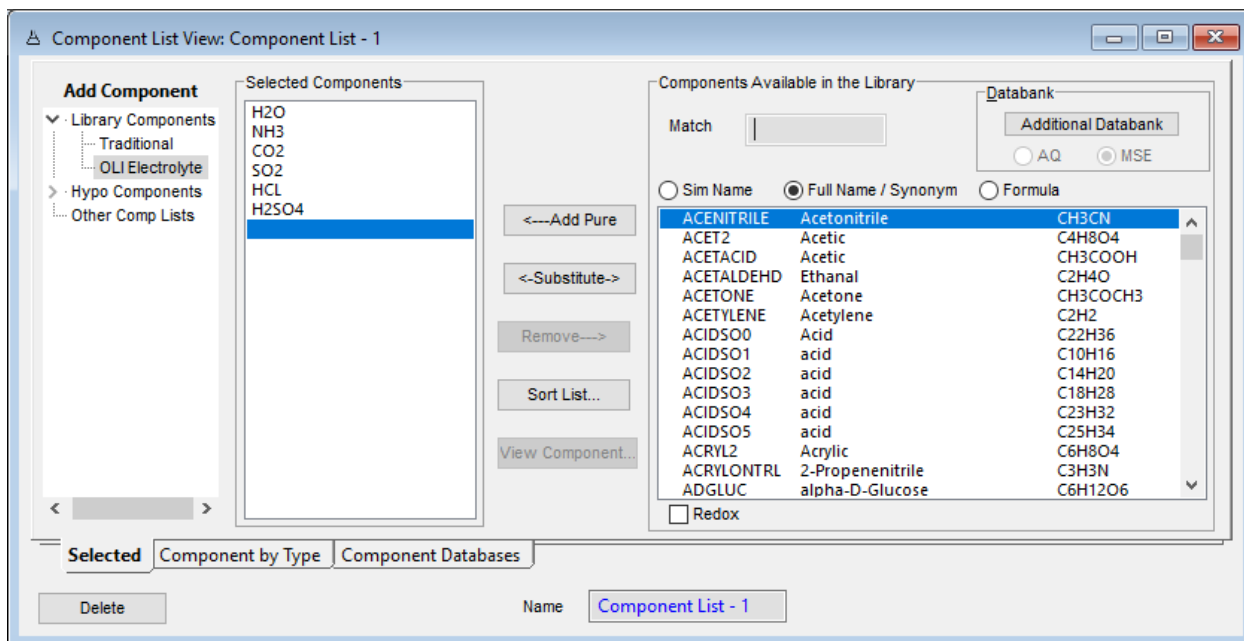 Component List View: Component List - 1
Add Component
Library Components
Traditional
OLI Electrolyte
Hypo Components
Other Comp Lists
Selected Components
H2O
NH3
CO2
SO2
HCL
H2SO4
<---Add Pure
<-Substitute->
Remove--->
Sort List...
View Component...
Components Available in the Library
Match
Databank
Additional Databank
AQ MSE
Sim Name Full Name / Synonym Formula
ACENITRILE Acetonitrile CH3CN
ACET2 Acetic C4H8O4
ACETACID Acetic CH3COOH
ACETALDEHD Ethanal C2H4O
ACETONE Acetone CH3COCH3
ACETYLENE Acetylene C2H2
ACIDSO0 Acid C22H36
ACIDSO1 acid C10H16
ACIDSO2 acid C14H20
ACIDSO3 acid C18H28
ACIDSO4 acid C23H32
ACIDSO5 acid C25H34
ACRYL2 Acrylic C6H8O4
ACRYLONTRL 2-Propenenitrile C3H3N
ADGLUC alpha-D-Glucose C6H12O6
Redox
Selected Component by Type Component Databases
Delete
Name Component List - 1